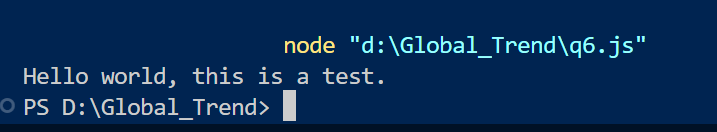 node "d:\Global_Trend\q6.js"
Hello world, this is a test.
PS D:\Global_Trend>